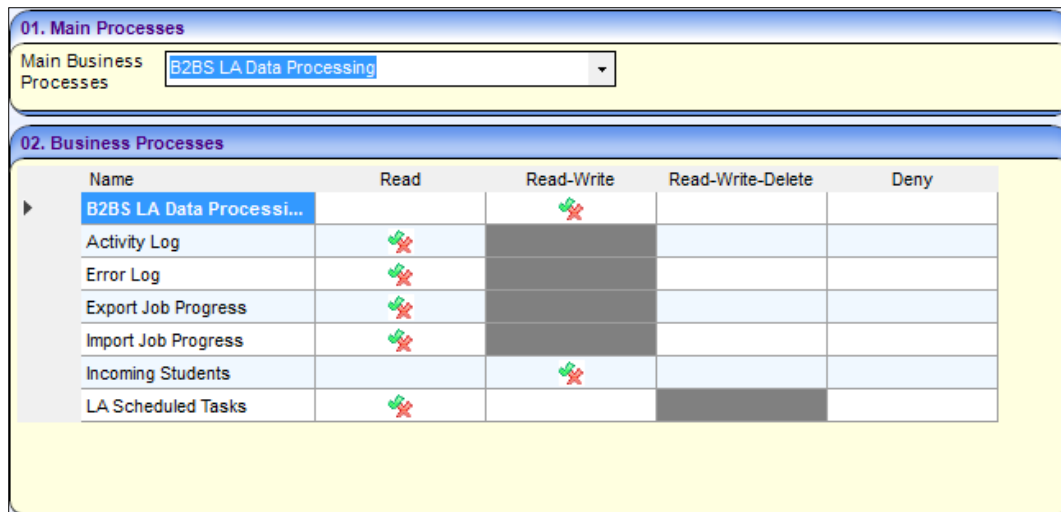 01. Main Processes
Main Business
Processes
B2BS LA Data Processing
02. Business Processes
Name Read Read-Write Read-Write-Delete Deny
B2BS LA Data Processi...
Activity Log
Error Log
Export Job Progress
Import Job Progress
Incoming Students
LA Scheduled Tasks